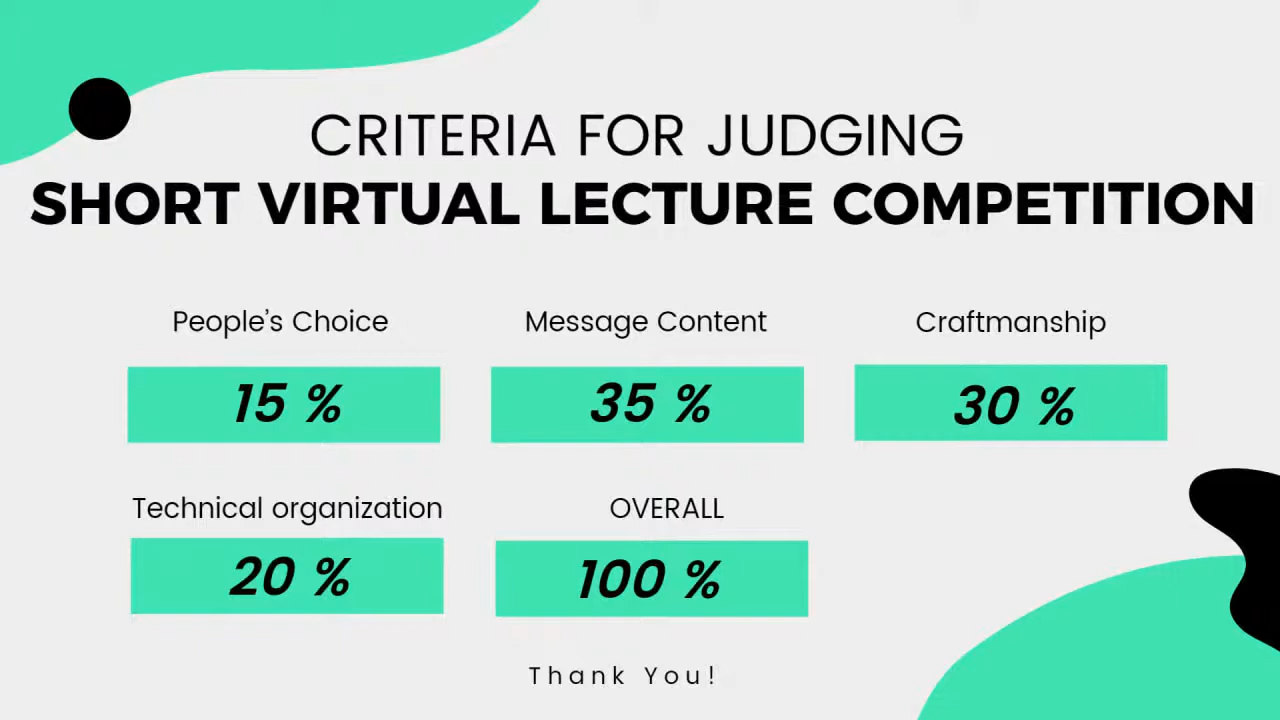 CRITERIA FOR JUDGING
SHORT VIRTUAL LECTURE COMPETITION
People's Choice
15 %
Message Content
35 %
Craftmanship
30 %
Technical organization
20 %
OVERALL
100 %
Thank You!